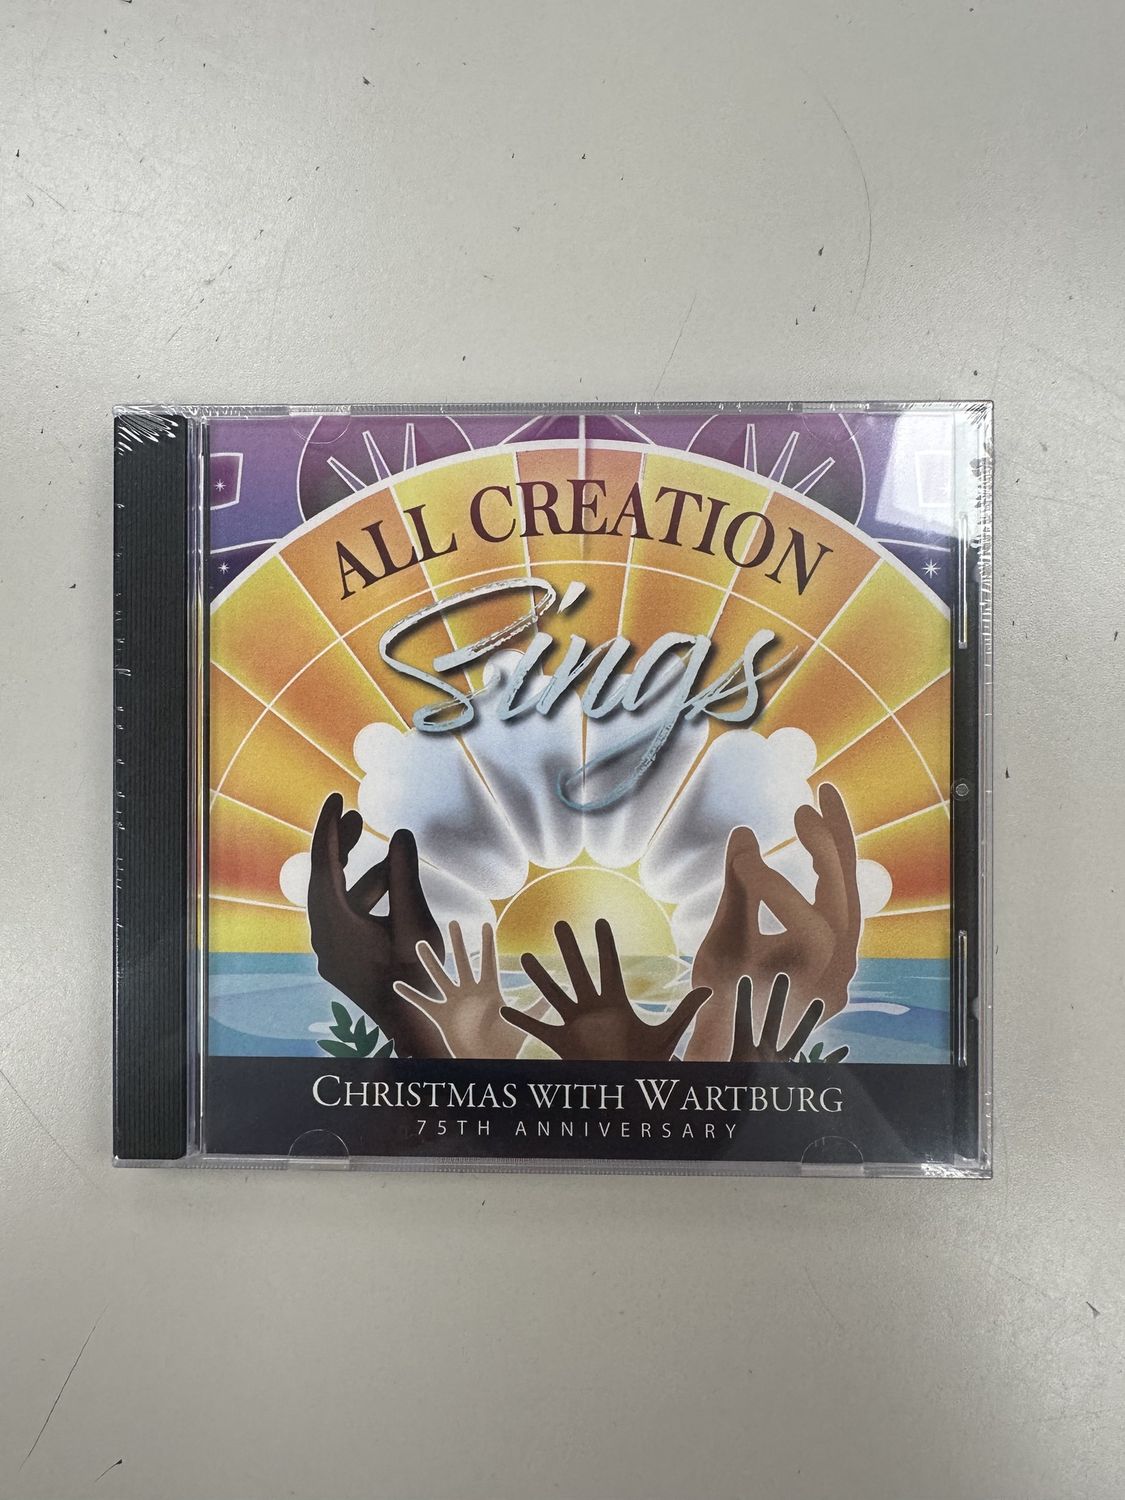 ALL CREATION
Sings
CHRISTMAS WITH WARTBURG
75TH ANNIVERSARY